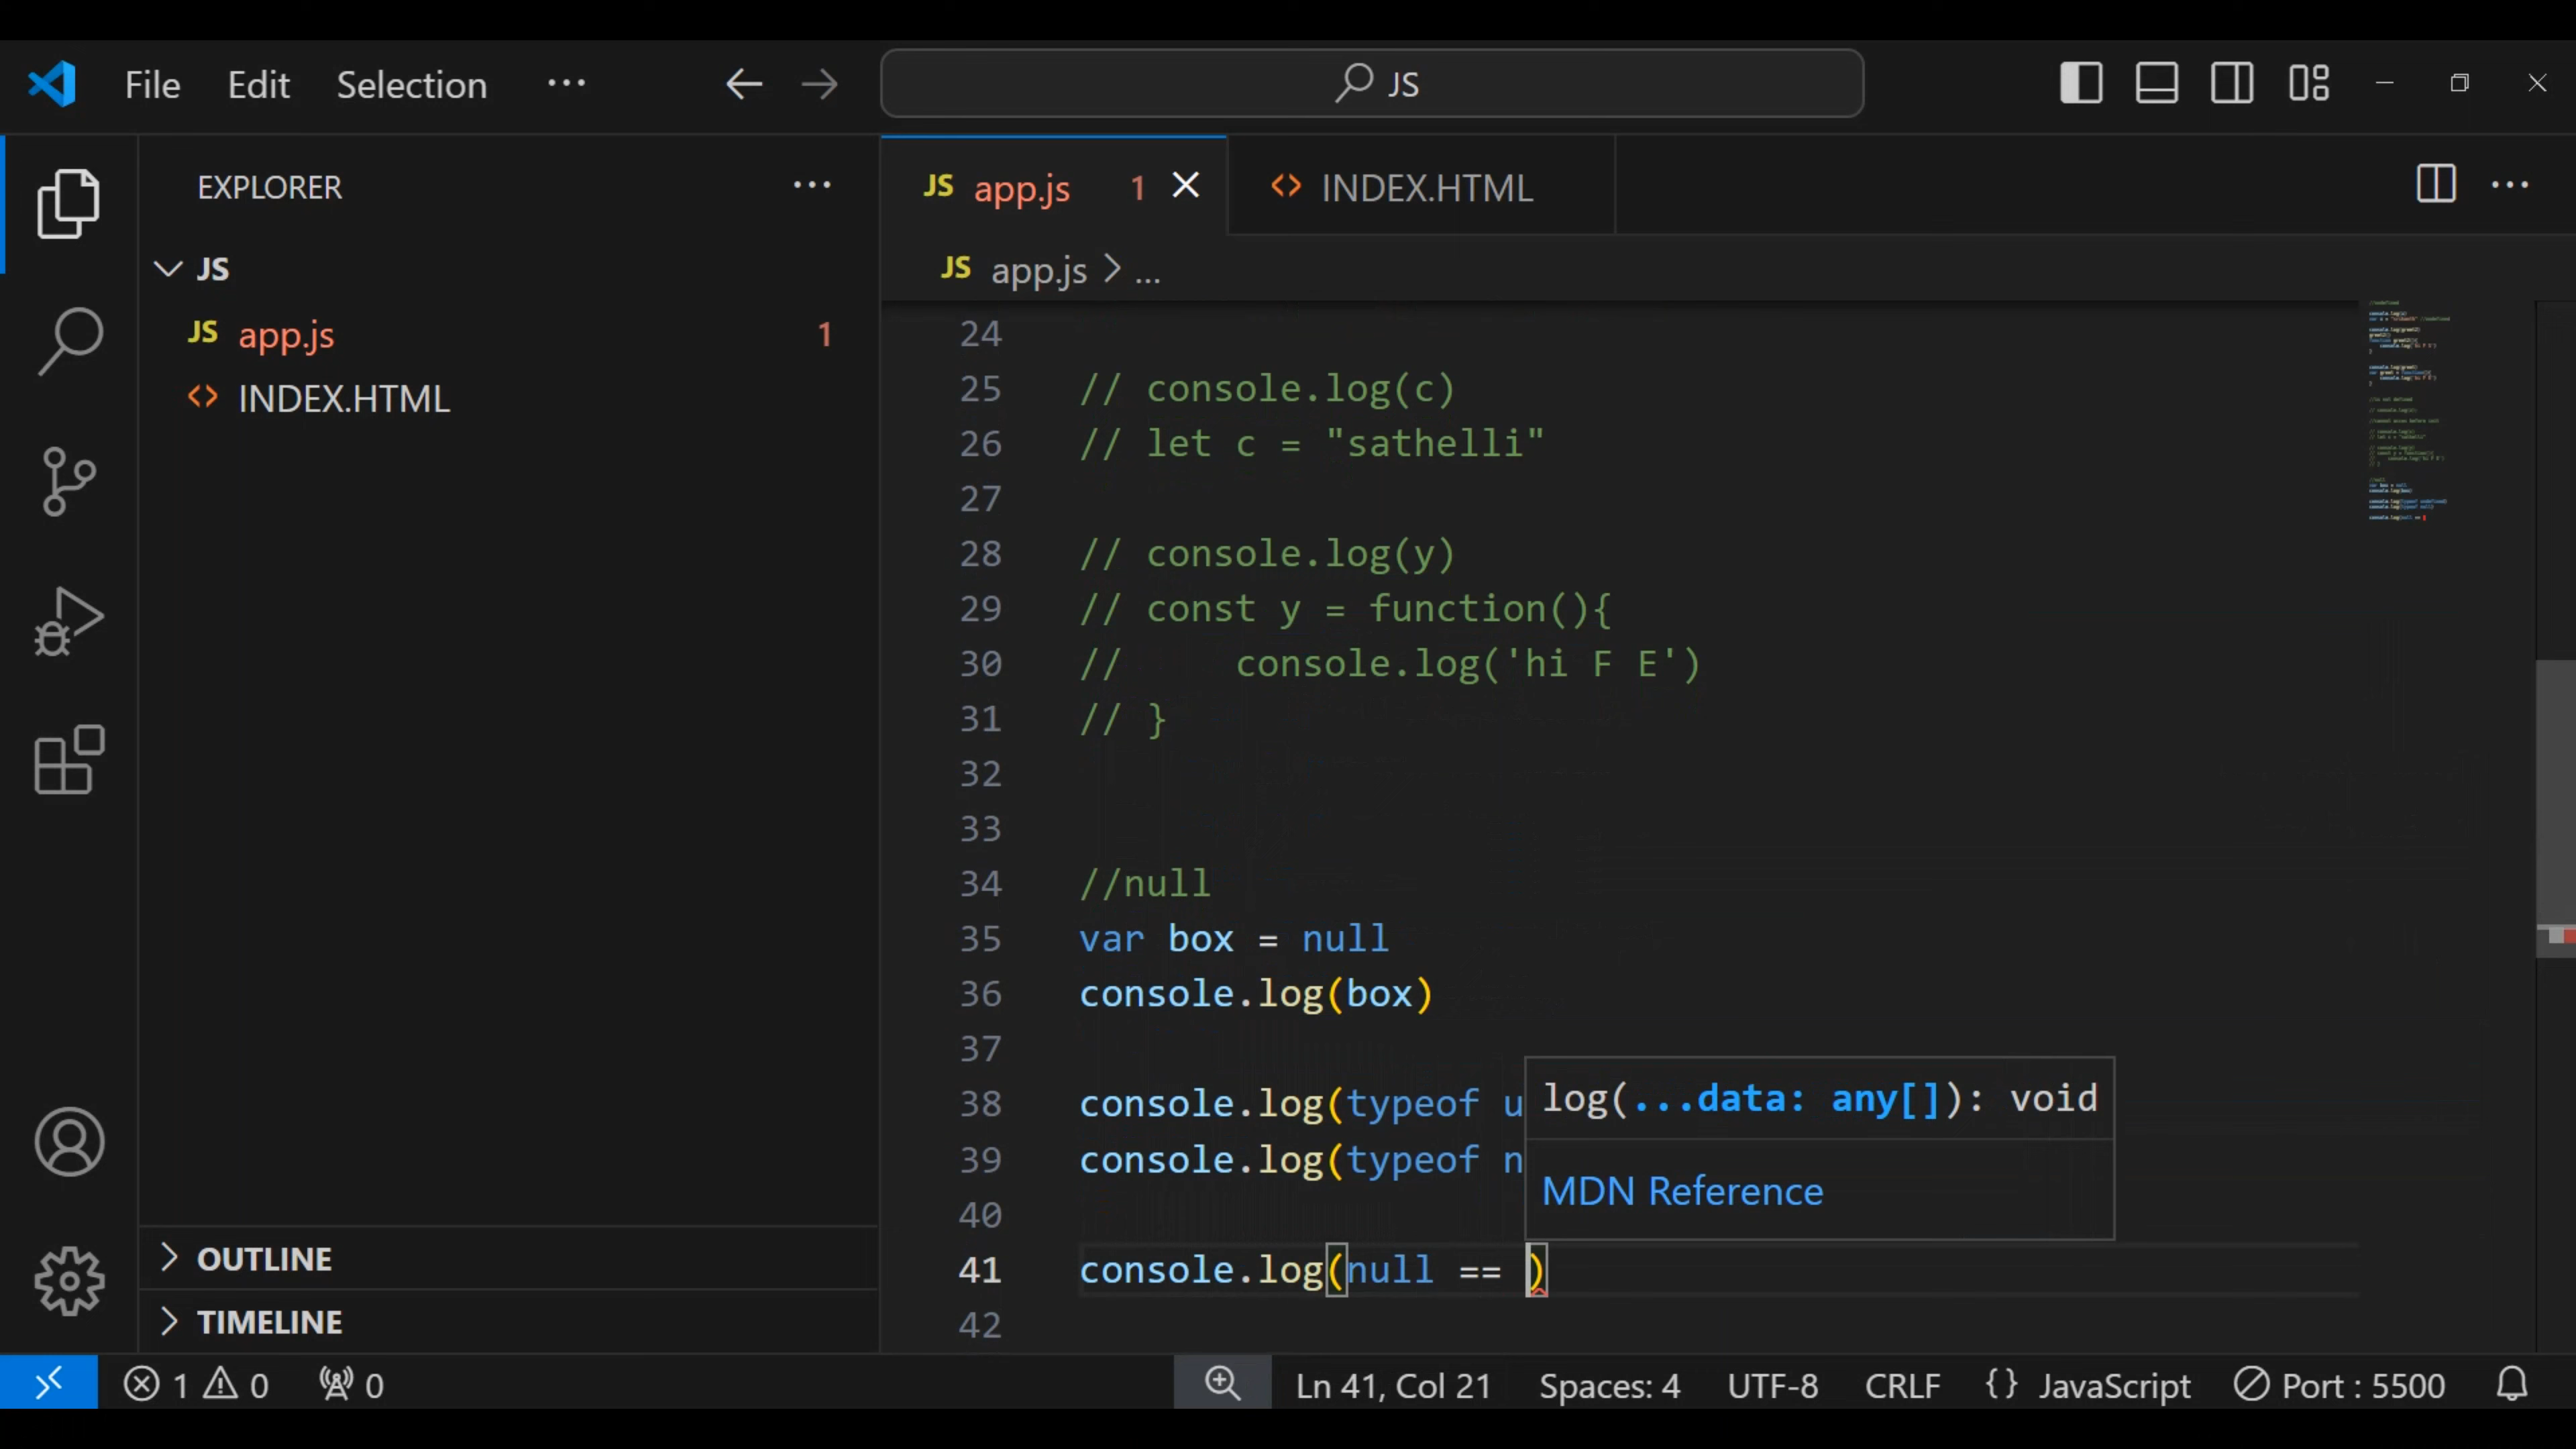 File Edit Selection ... JS
EXPLORER ...
JS
JS app.js 1
<> INDEX.HTML
OUTLINE
TIMELINE
JS app.js 1 <> INDEX.HTML ...
JS app.js > ...
24
25 // console.log(c)
26 // let c = "sathelli"
27
28 // console.log(y)
29 // const y = function(){
30 //     console.log('hi F E')
31 // }
32
33
34 //null
35 var box = null
36 console.log(box)
37
38 console.log(typeof u
39 console.log(typeof n
40
41 console.log(null == )
42
log(...data: any[]): void
MDN Reference
1 0 0 Ln 41, Col 21 Spaces: 4 UTF-8 CRLF {} JavaScript Port : 5500